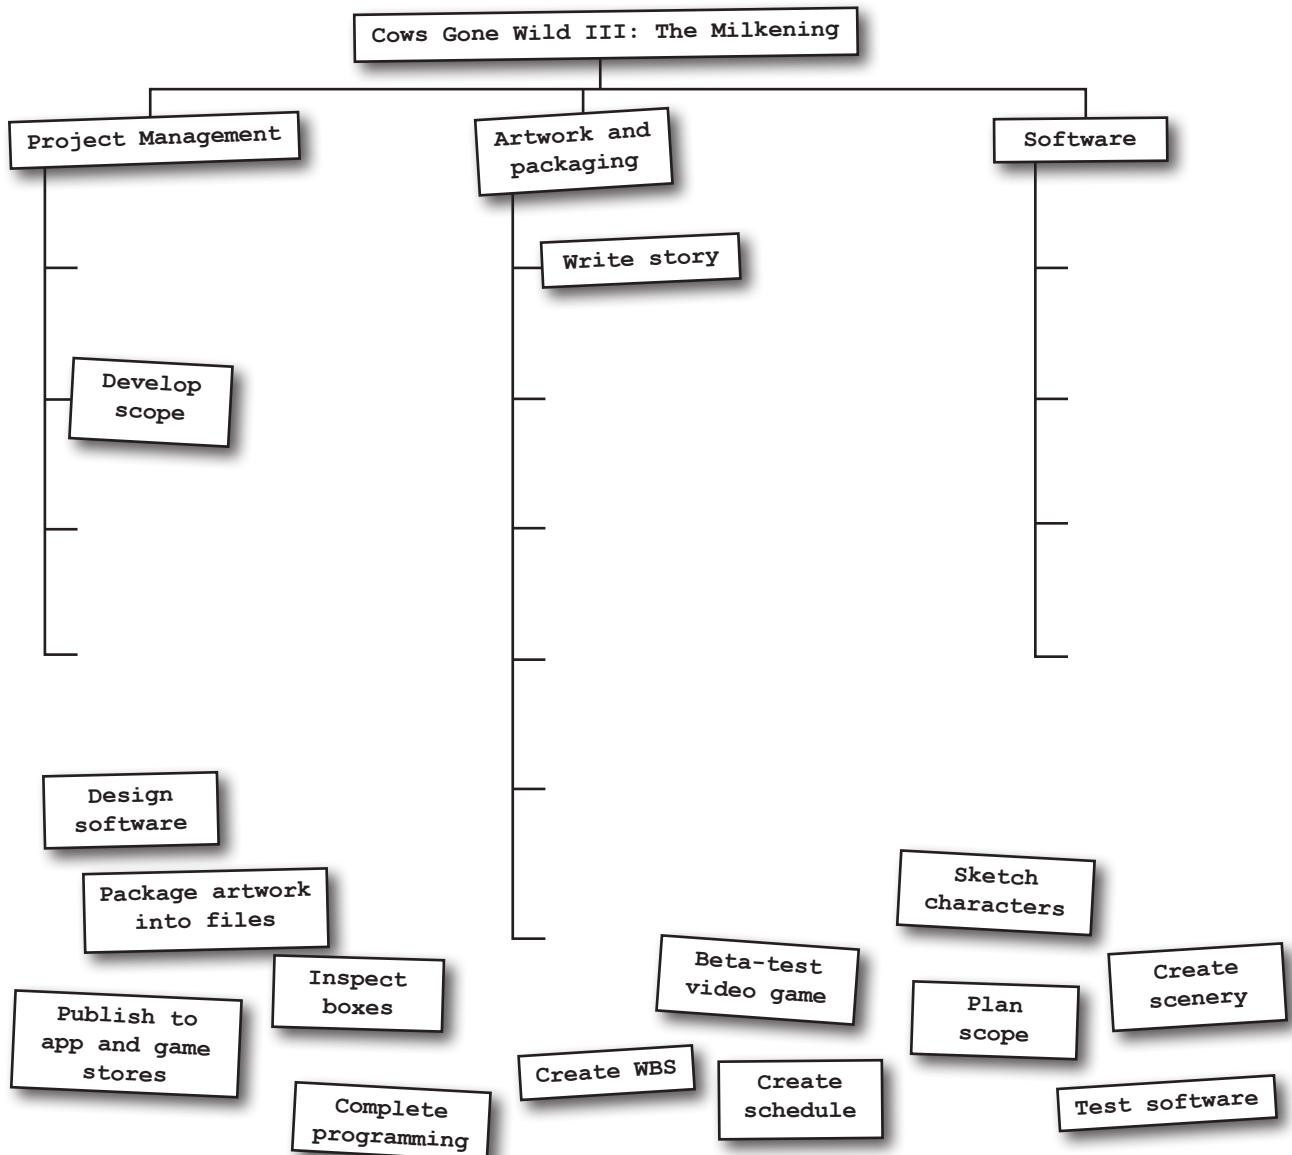 Cows Gone Wild III: The Milkening
Project Management
Artwork and
packaging
Software
Write story
Develop
scope
Design
software
Package artwork
into files
Inspect
boxes
Publish to
app and game
stores
Complete
programming
Create WBS
Beta-test
video game
Create
schedule
Sketch
characters
Plan
scope
Create
scenery
Test software